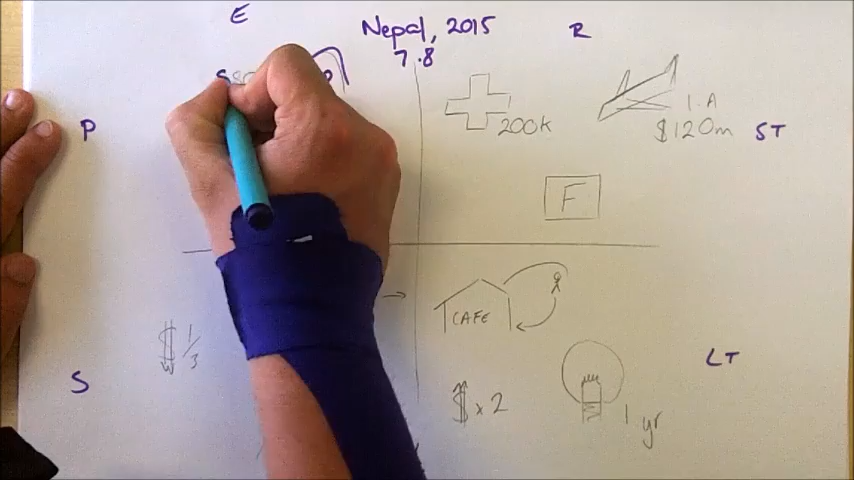 E
Nepal, 2015
R
7.8
P
200k
1.A
$120m
ST
F
CAFE
$ 1/3
S
LT
$ x 2
1 yr